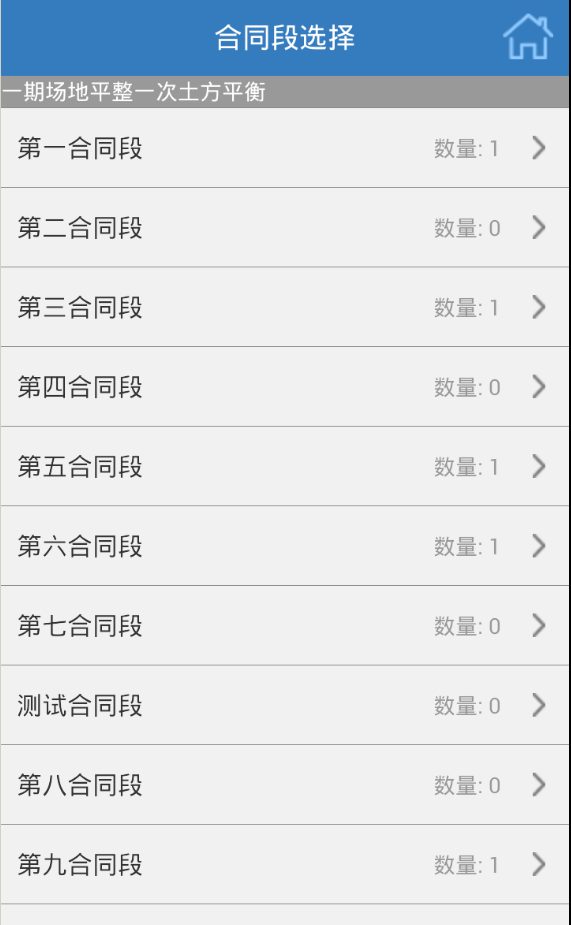 合同段选择
一期场地平整一次土方平衡
第一合同段 数量: 1
第二合同段 数量: 0
第三合同段 数量: 1
第四合同段 数量: 0
第五合同段 数量: 1
第六合同段 数量: 1
第七合同段 数量: 0
测试合同段 数量: 0
第八合同段 数量: 0
第九合同段 数量: 1